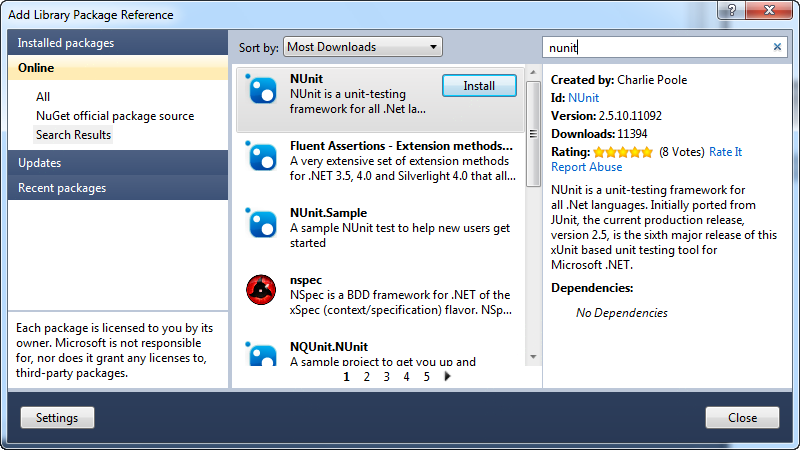 Add Library Package Reference
Installed packages
Online
All
NuGet official package source
Search Results
Updates
Recent packages
Each package is licensed to you by its
owner. Microsoft is not responsible
for, nor does it grant any licenses to,
third-party packages.
Sort by: Most Downloads
NUnit
NUnit is a unit-testing
framework for all .Net la...
Install
Fluent Assertions - Extension methods...
A very extensive set of extension methods
for .NET 3.5, 4.0 and Silverlight 4.0 that all...
NUnit.Sample
A sample NUnit test to help new users get
started
nspec
NSpec is a BDD framework for .NET of the
xSpec (context/specification) flavor. NSp...
NQUnit.NUnit
A sample project to get you up and
1 2 3 4 5
nunit
Created by: Charlie Poole
Id: NUnit
Version: 2.5.10.11092
Downloads: 11394
Rating: (8 Votes) Rate It
Report Abuse
NUnit is a unit-testing framework for
all .Net languages. Initially ported from
JUnit, the current production release,
version 2.5, is the sixth major release of this
xUnit based unit testing tool for
Microsoft .NET.
Dependencies:
No Dependencies
Settings
Close